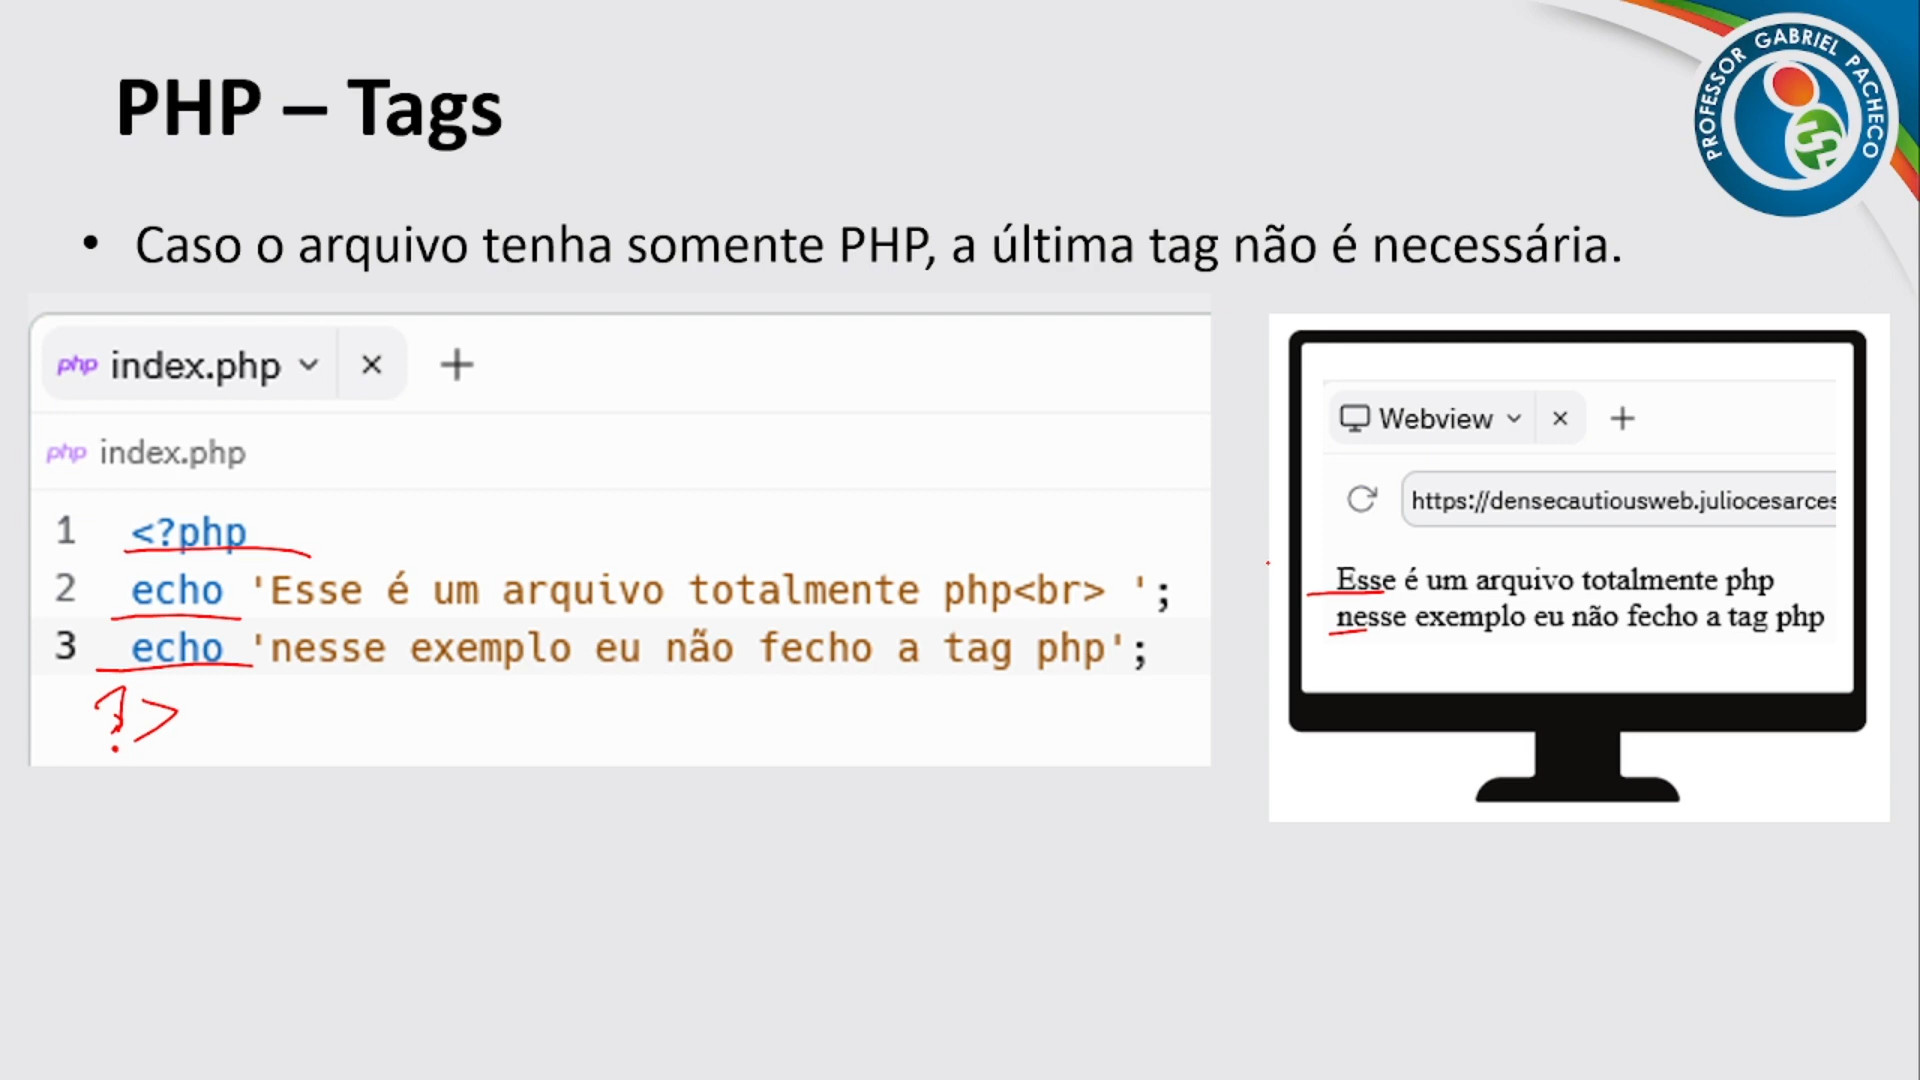 PHP – Tags
PROFESSOR GABRIEL PACHECO
• Caso o arquivo tenha somente PHP, a última tag não é necessária.
php index.php
php index.php
1 <?php
2 echo 'Esse é um arquivo totalmente php<br> ';
3 echo 'nesse exemplo eu não fecho a tag php';
?>
Webview
https://densecautiousweb.juliocesarces
Esse é um arquivo totalmente php
nesse exemplo eu não fecho a tag php